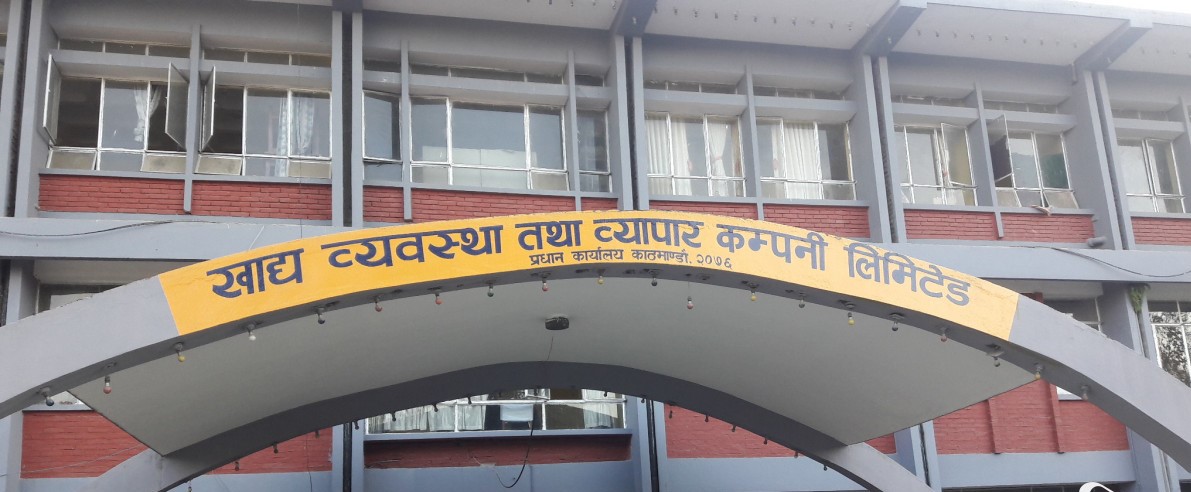 खाद्य व्यवस्था तथा व्यापार कम्पनी लिमिटेड
प्रधान कार्यालय काठमाण्डौ. २०७६